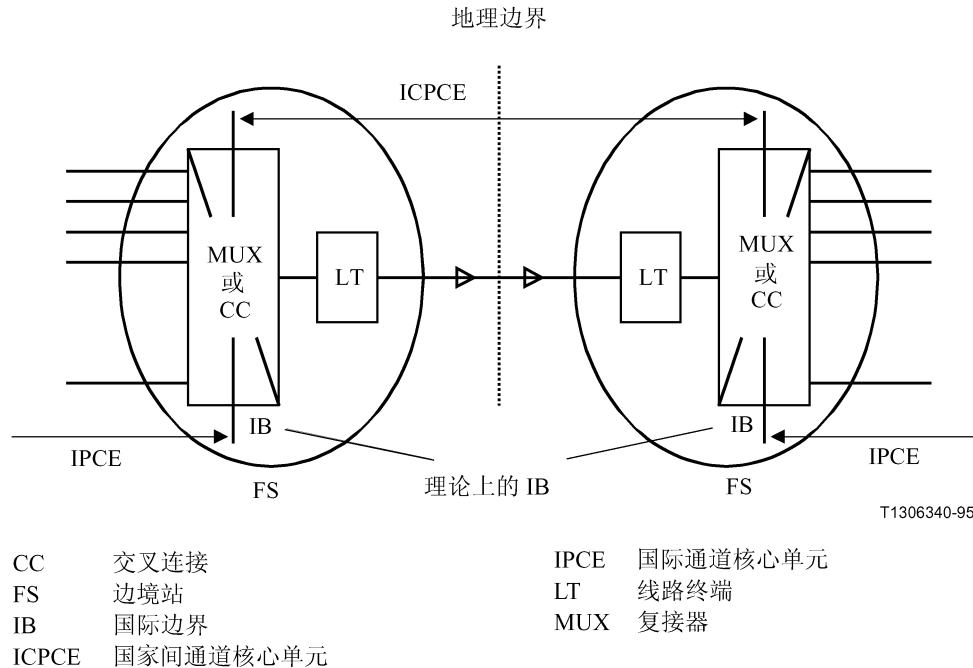 地理边界
ICPCE
MUX
或
CC
LT
LT
MUX
或
CC
IB
IB
IPCE
IPCE
FS
理论上的 IB
FS
T1306340-95
CC 交叉连接
FS 边境站
IB 国际边界
ICPCE 国家间通道核心单元
IPCE 国际通道核心单元
LT 线路终端
MUX 复接器